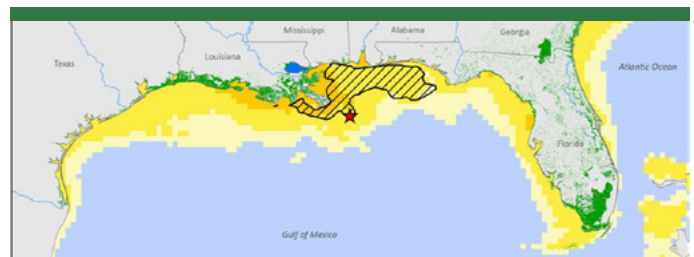 Mississippi
Alabama
Georgia
Louisiana
Texas
Atlantic Ocean
Florida
Gulf of Mexico